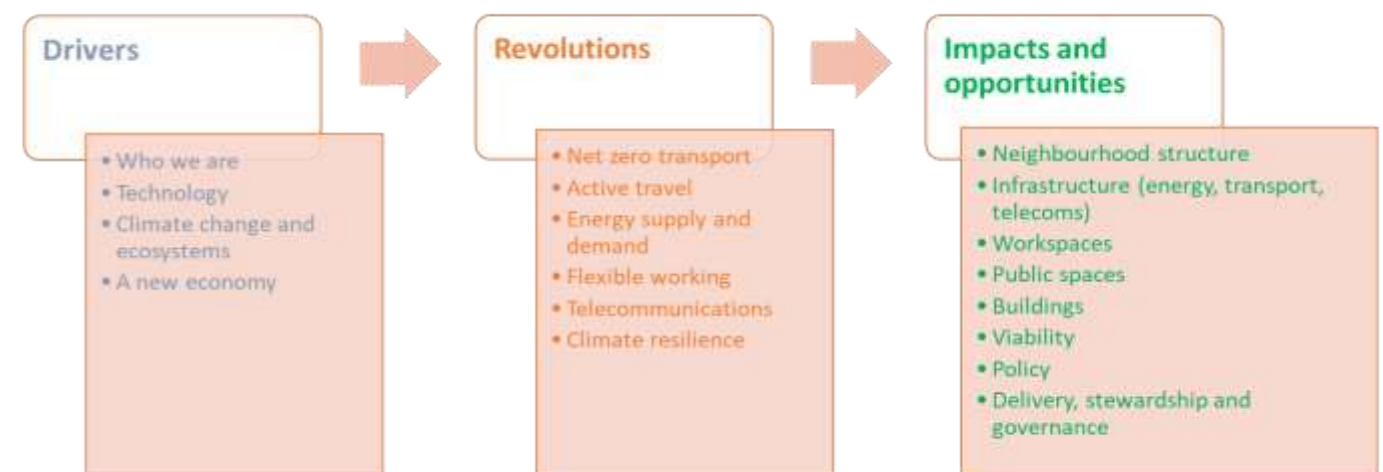 Drivers
• Who we are
• Technology
• Climate change and
ecosystems
• A new economy
Revolutions
• Net zero transport
• Active travel
• Energy supply and
demand
• Flexible working
• Telecommunications
• Climate resilience
Impacts and
opportunities
• Neighbourhood structure
• Infrastructure (energy, transport,
telecoms)
• Workspaces
• Public spaces
• Buildings
• Viability
• Policy
• Delivery, stewardship and
governance